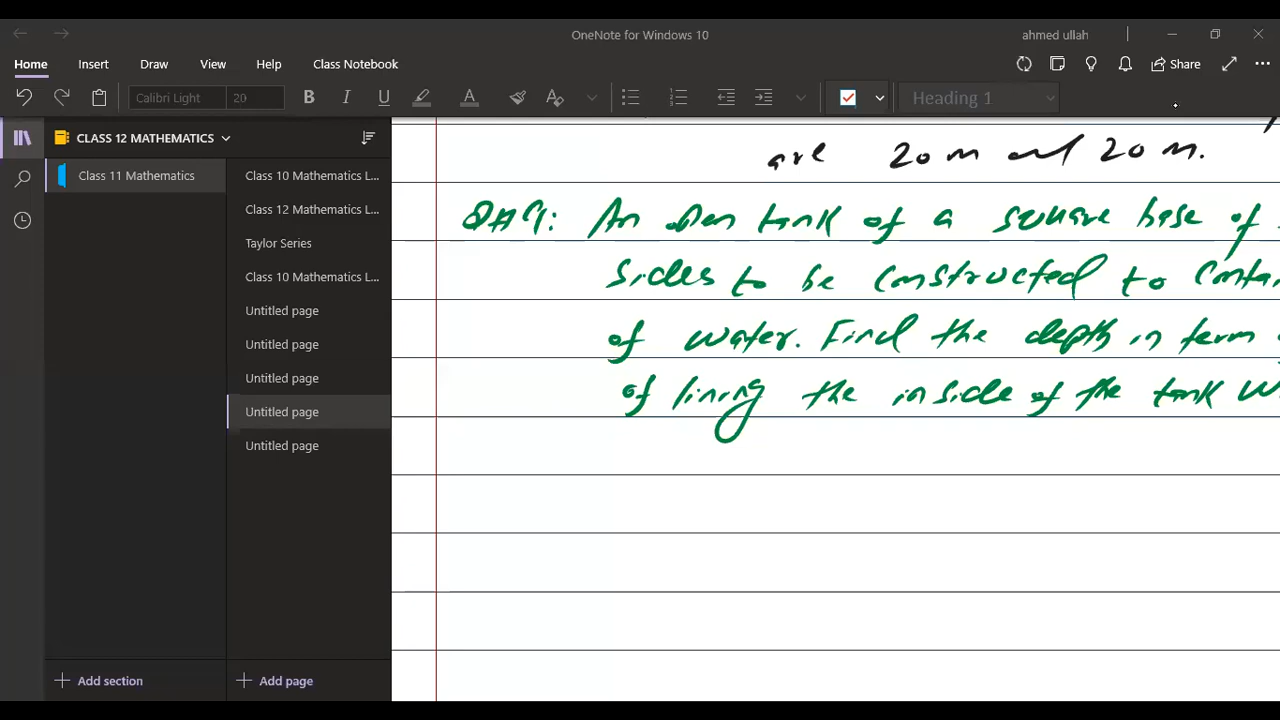 OneNote for Windows 10
ahmed ullah
Home Insert Draw View Help Class Notebook
Share
Calibri Light 20 B I U A Heading 1
CLASS 12 MATHEMATICS
Class 11 Mathematics
Class 10 Mathematics L...
Class 12 Mathematics L...
Taylor Series
Class 10 Mathematics L...
Untitled page
Untitled page
Untitled page
Untitled page
Untitled page
Add section
Add page
are 20 m and 20 m.
Q#9: An open tank of a square base of
sides to be constructed to
of water. Find the depth in term
of lining the inside of the tank